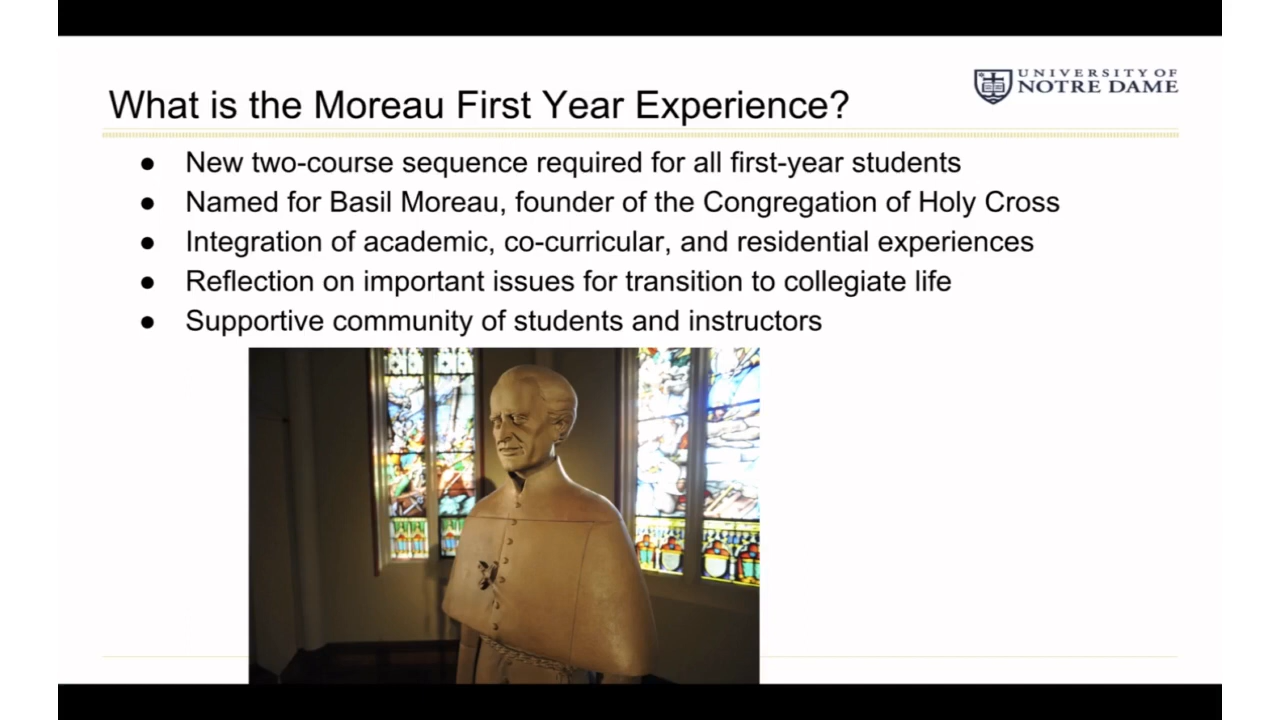 UNIVERSITY OF
NOTRE DAME
What is the Moreau First Year Experience?
● New two-course sequence required for all first-year students
● Named for Basil Moreau, founder of the Congregation of Holy Cross
● Integration of academic, co-curricular, and residential experiences
● Reflection on important issues for transition to collegiate life
● Supportive community of students and instructors